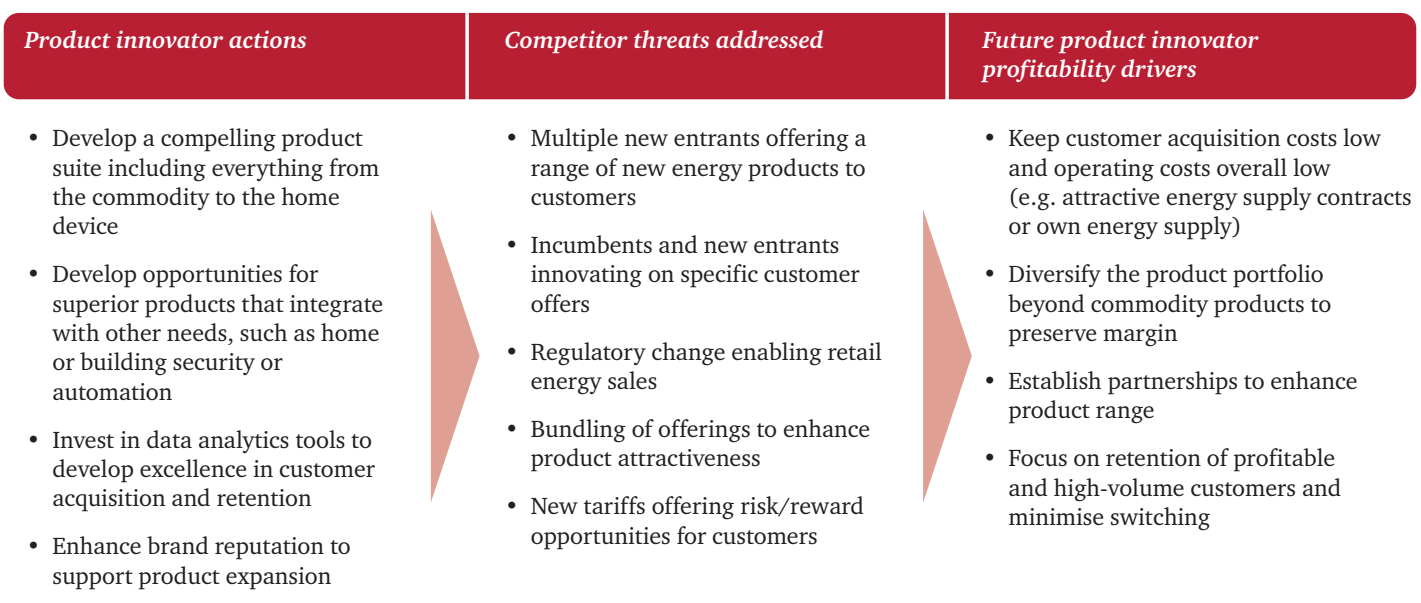 Product innovator actions
• Develop a compelling product
suite including everything from
the commodity to the home
device
• Develop opportunities for
superior products that integrate
with other needs, such as home
or building security or
automation
• Invest in data analytics tools to
develop excellence in customer
acquisition and retention
• Enhance brand reputation to
support product expansion
Competitor threats addressed
• Multiple new entrants offering a
range of new energy products to
customers
• Incumbents and new entrants
innovating on specific customer
offers
• Regulatory change enabling retail
energy sales
• Bundling of offerings to enhance
product attractiveness
• New tariffs offering risk/reward
opportunities for customers
Future product innovator
profitability drivers
• Keep customer acquisition costs low
and operating costs overall low
(e.g. attractive energy supply contracts
or own energy supply)
• Diversify the product portfolio
beyond commodity products to
preserve margin
• Establish partnerships to enhance
product range
• Focus on retention of profitable
and high-volume customers and
minimise switching